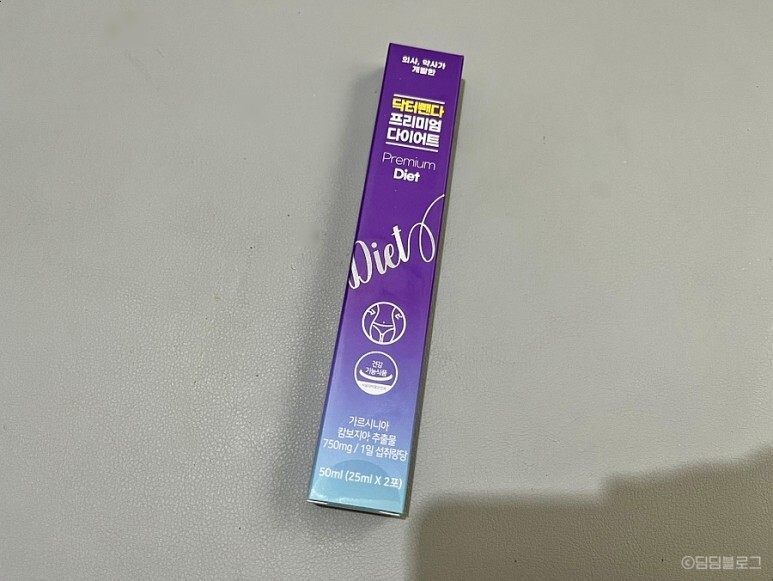 의사, 약사가
개발한
닥터뺀다
프리미엄
다이어트
Premium
Diet
Diet
건강
기능식품
가르시니아
캄보지아 추출물
750mg / 1일 섭취량당
50ml (25ml X 2포)
©딤딤블로그